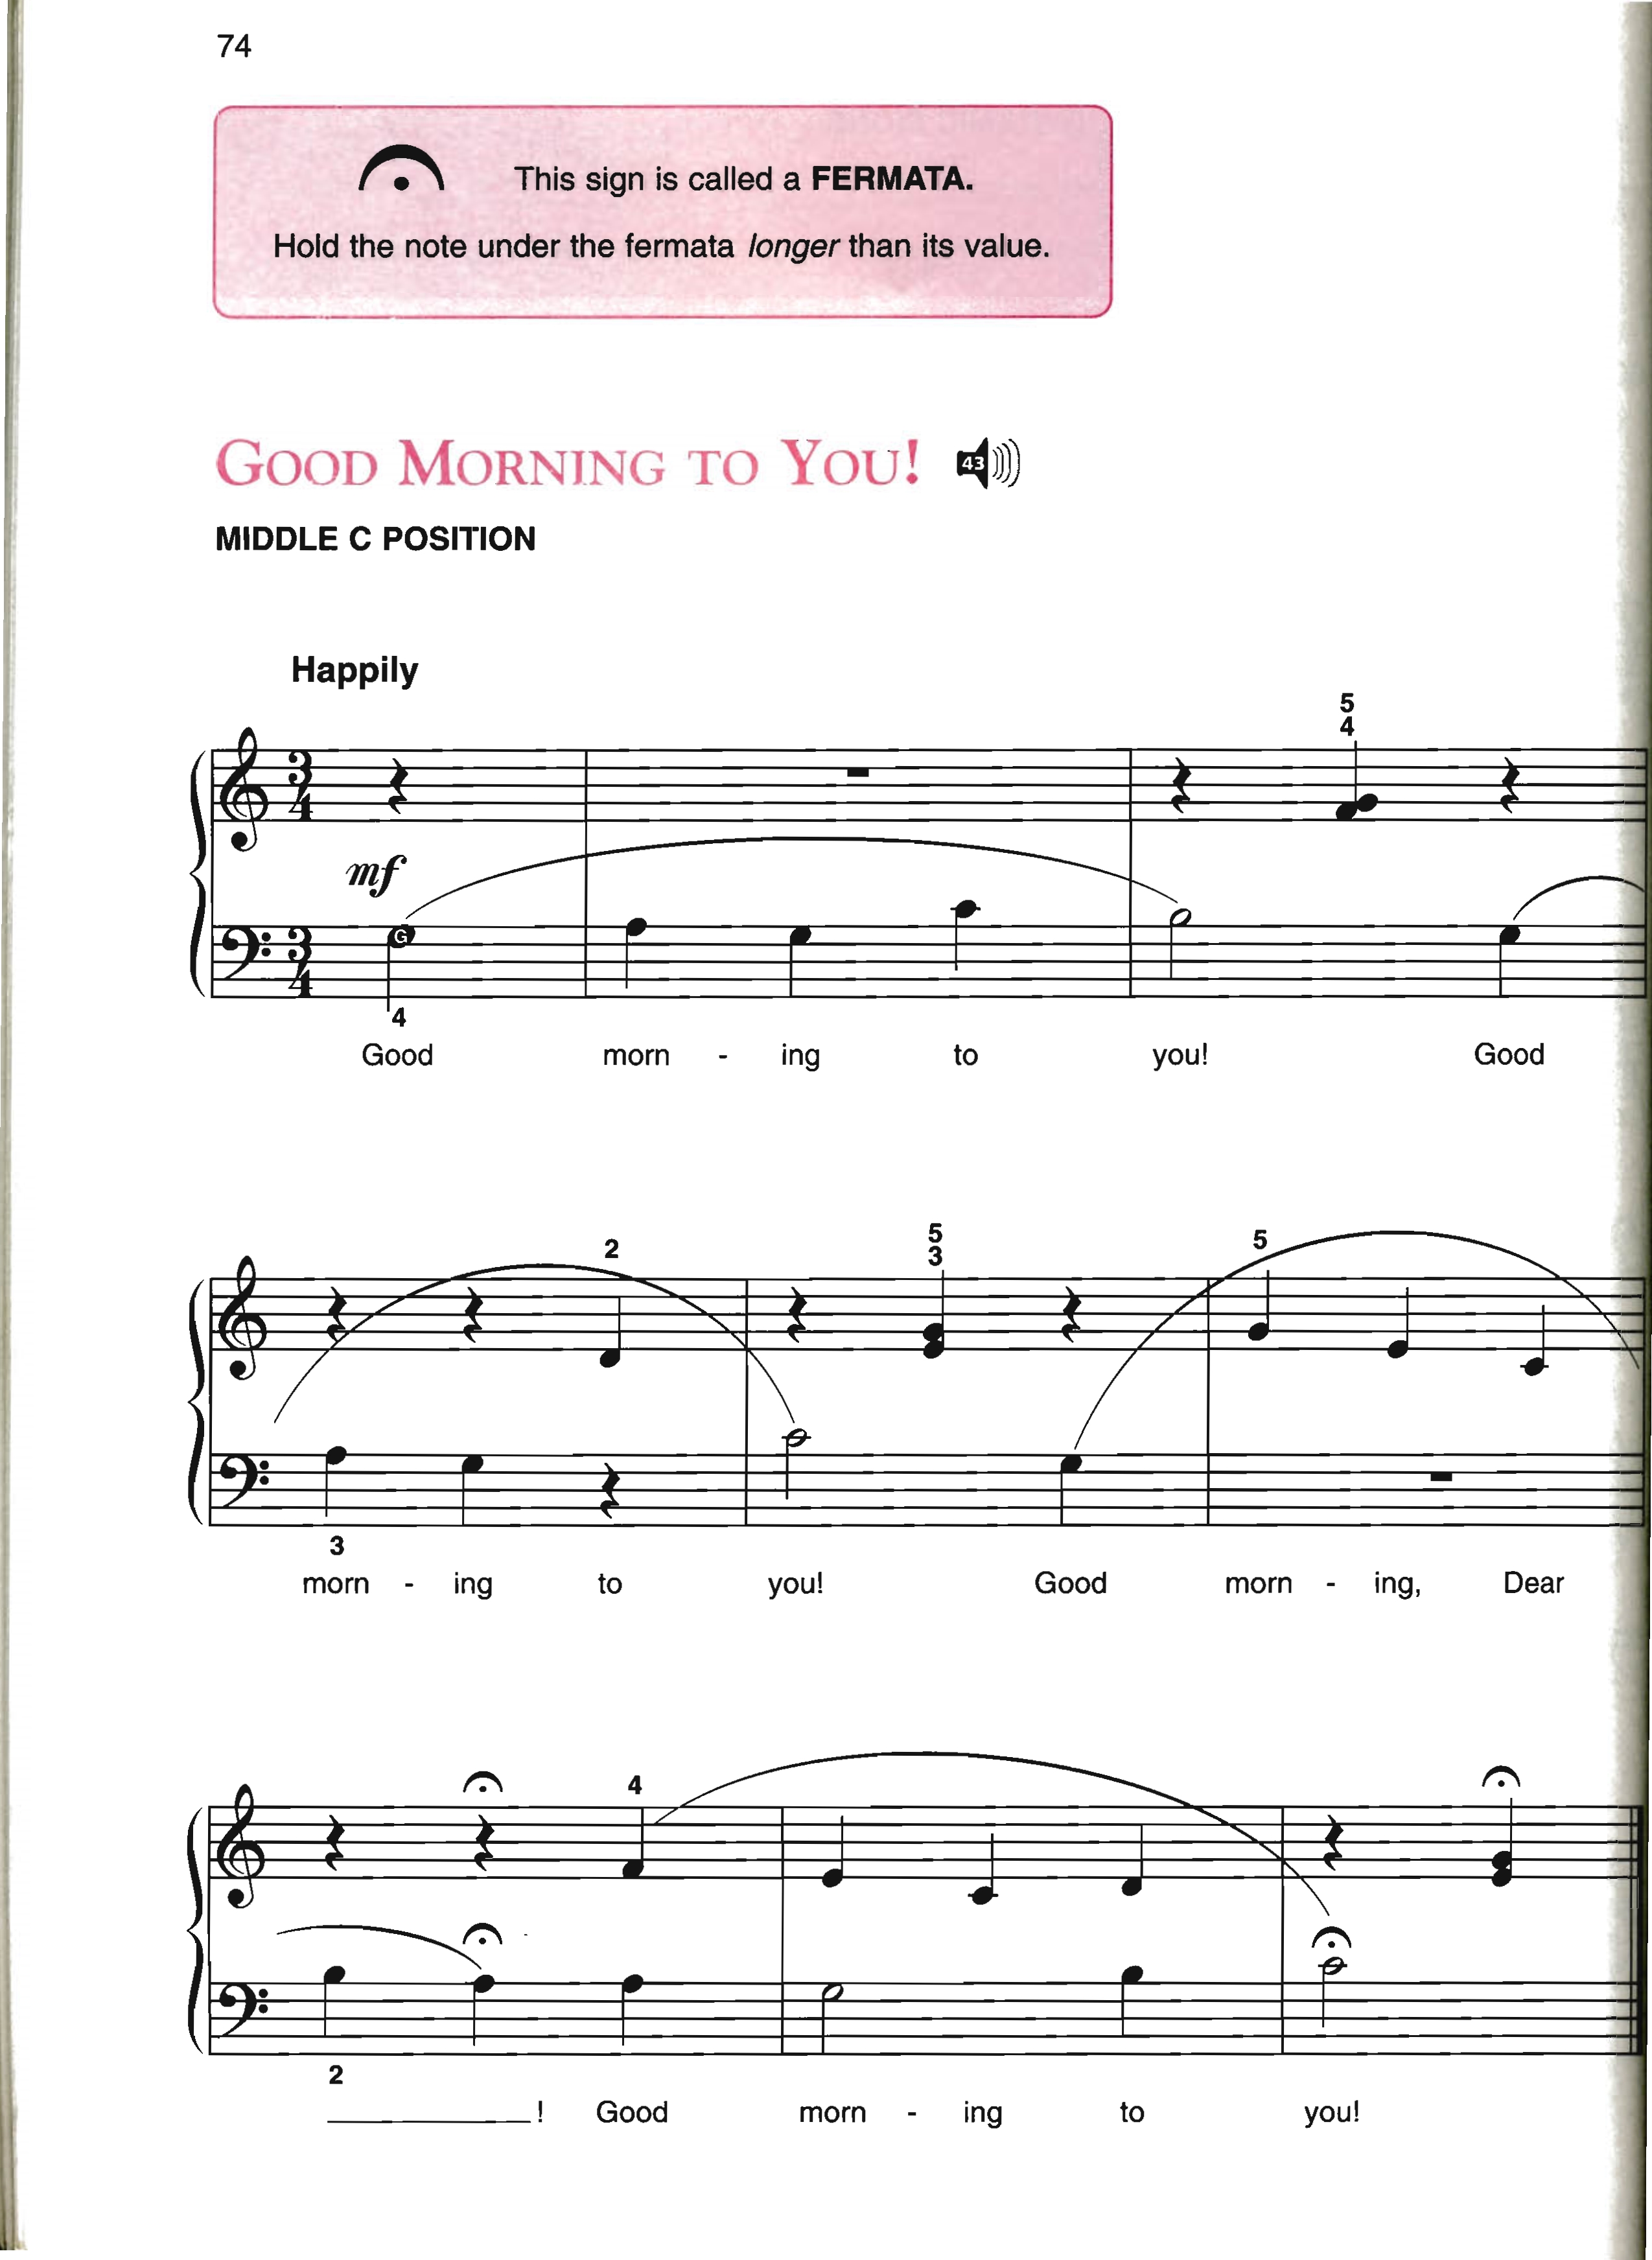 74
This sign is called a FERMATA.
Hold the note under the fermata longer than its value.
GOOD MORNING TO YOU! 43
MIDDLE C POSITION
Happily
5
4
3
4
mf
3
4
G
4
Good morn - ing to you! Good
2 5 5
3
3
morn - ing to you! Good morn - ing, Dear
4
2
! Good morn - ing to you!